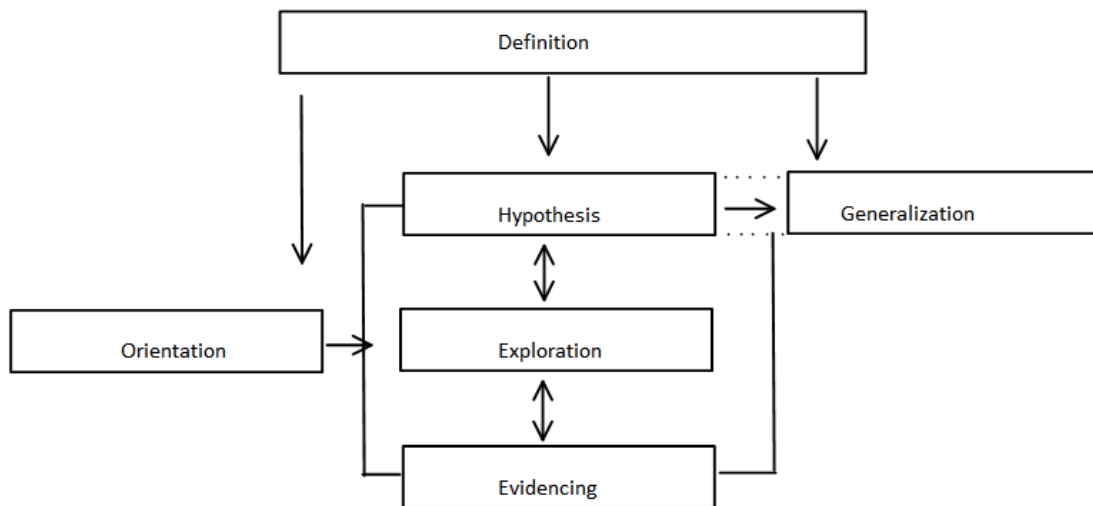 Definition
Hypothesis
Generalization
Orientation
Exploration
Evidencing